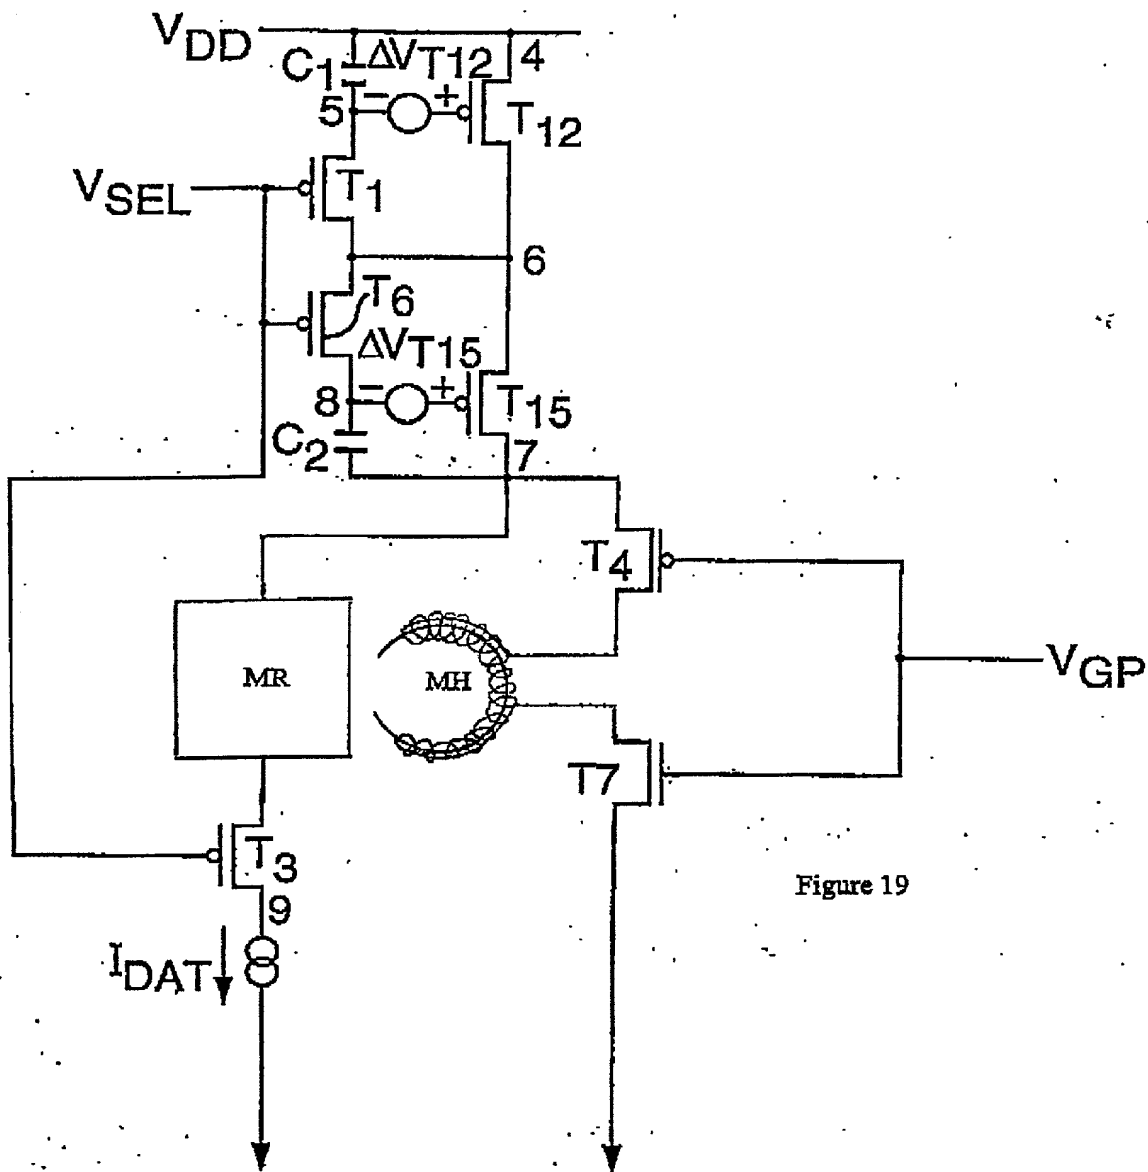 VDD
4
C1
ΔVT12
5
−
+
T12
VSEL
T1
6
T6
ΔVT15
8
−
+
T15
C2
7
T4
MR
MH
VGP
T7
T3
Figure 19
9
IDAT